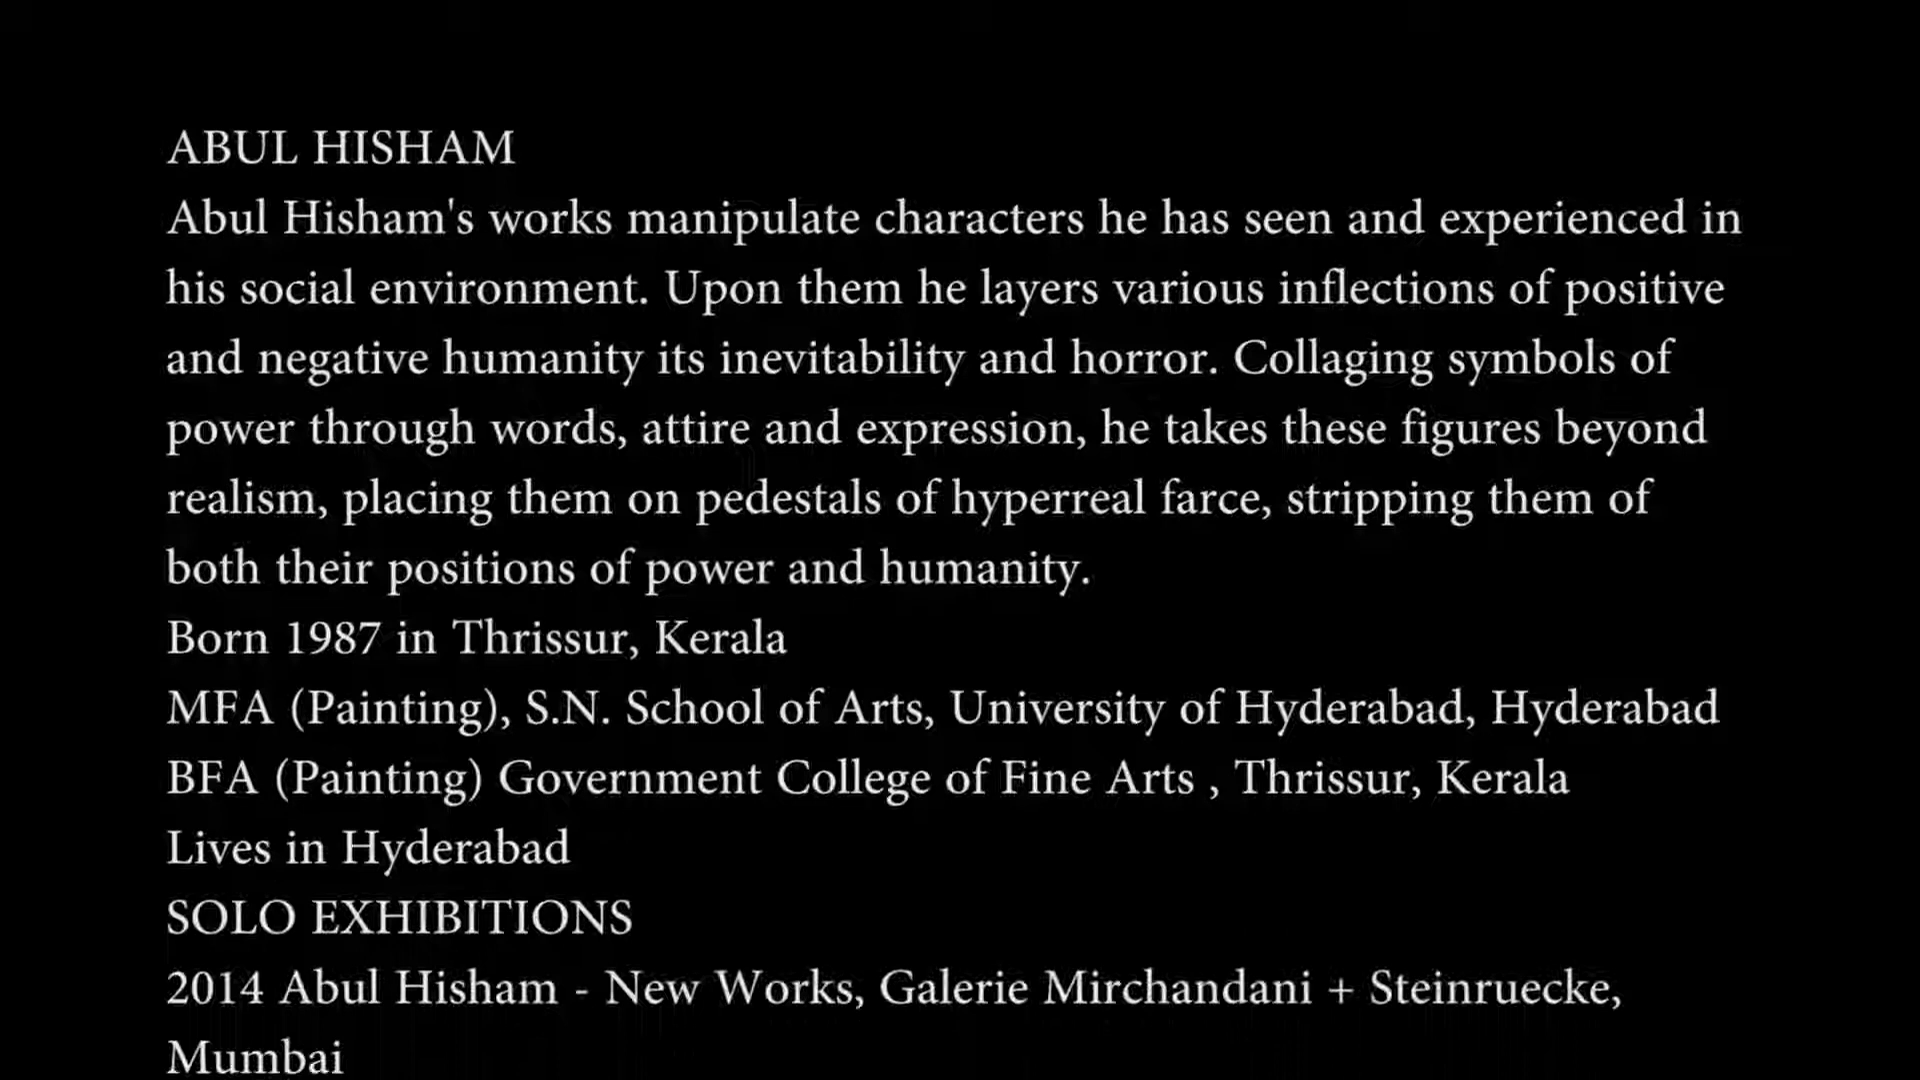 ABUL HISHAM
Abul Hisham's works manipulate characters he has seen and experienced in
his social environment. Upon them he layers various inflections of positive
and negative humanity its inevitability and horror. Collaging symbols of
power through words, attire and expression, he takes these figures beyond
realism, placing them on pedestals of hyperreal farce, stripping them of
both their positions of power and humanity.
Born 1987 in Thrissur, Kerala
MFA (Painting), S.N. School of Arts, University of Hyderabad, Hyderabad
BFA (Painting) Government College of Fine Arts , Thrissur, Kerala
Lives in Hyderabad
SOLO EXHIBITIONS
2014 Abul Hisham - New Works, Galerie Mirchandani + Steinruecke,
Mumbai